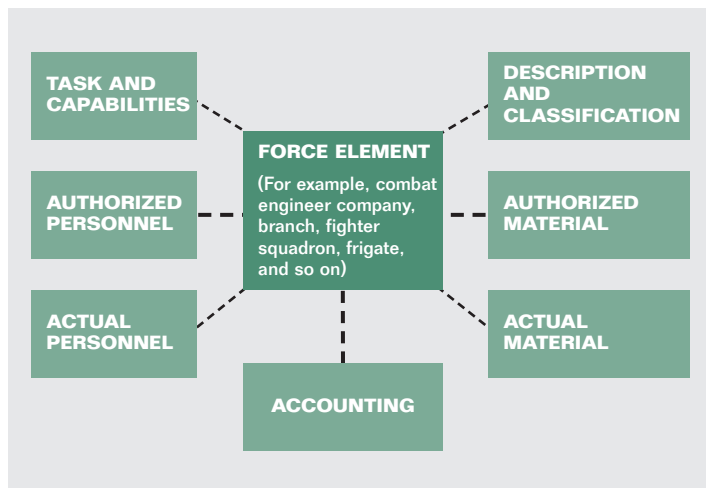 TASK AND
CAPABILITIES
DESCRIPTION
AND
CLASSIFICATION
FORCE ELEMENT
(For example, combat
engineer company,
branch, fighter
squadron, frigate,
and so on)
AUTHORIZED
PERSONNEL
AUTHORIZED
MATERIAL
ACTUAL
PERSONNEL
ACTUAL
MATERIAL
ACCOUNTING